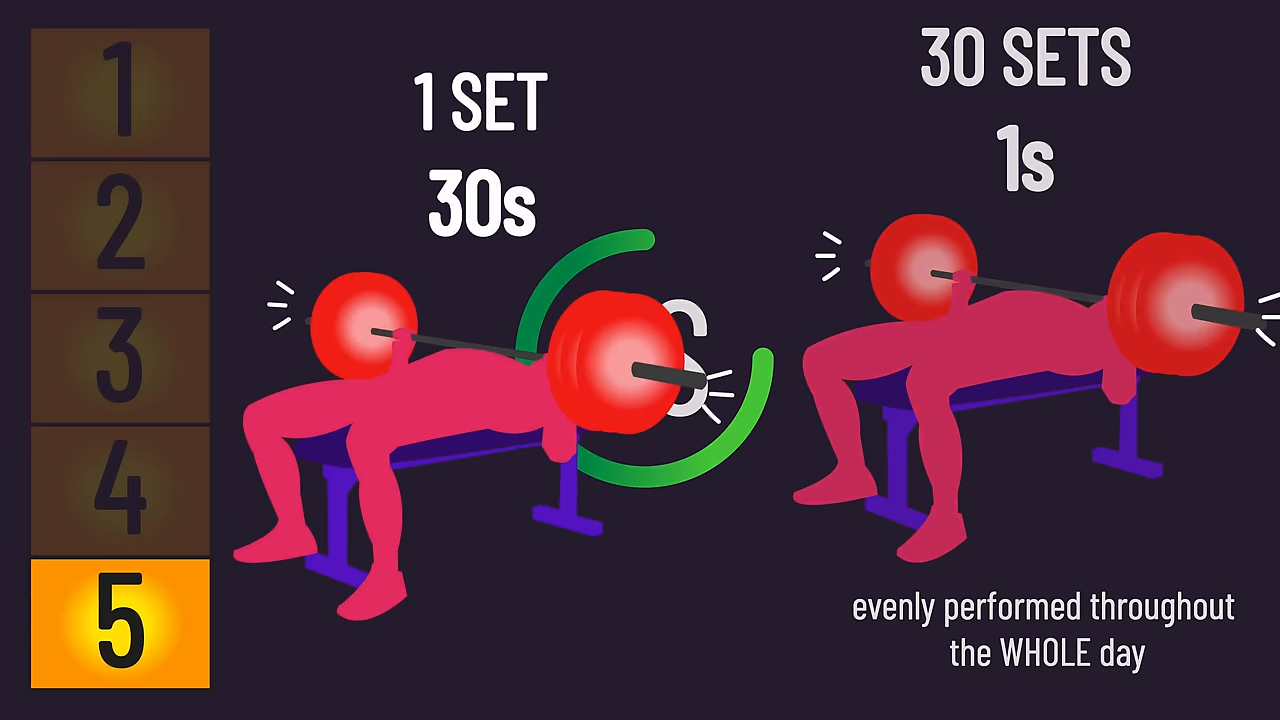 1
2
3
4
5
1 SET
30s
30 SETS
1s
evenly performed throughout
the WHOLE day